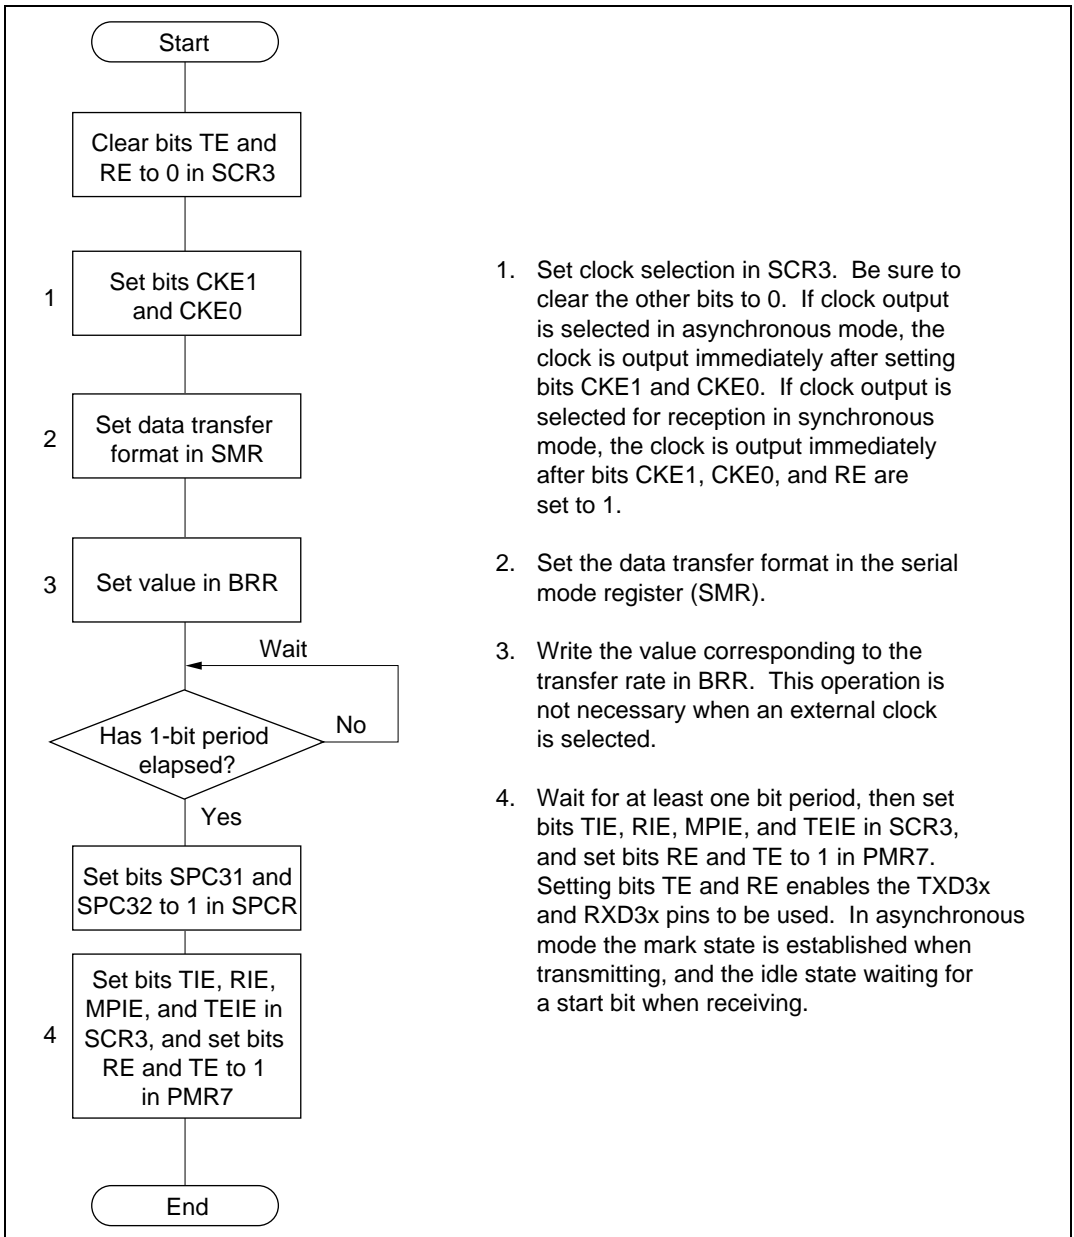 Start
Clear bits TE and
RE to 0 in SCR3
1
Set bits CKE1
and CKE0
2
Set data transfer
format in SMR
3
Set value in BRR
Wait
Has 1-bit period
elapsed?
No
Yes
Set bits SPC31 and
SPC32 to 1 in SPCR
4
Set bits TIE, RIE,
MPIE, and TEIE in
SCR3, and set bits
RE and TE to 1
in PMR7
End
1. Set clock selection in SCR3. Be sure to
clear the other bits to 0. If clock output
is selected in asynchronous mode, the
clock is output immediately after setting
bits CKE1 and CKE0. If clock output is
selected for reception in synchronous
mode, the clock is output immediately
after bits CKE1, CKE0, and RE are
set to 1.
2. Set the data transfer format in the serial
mode register (SMR).
3. Write the value corresponding to the
transfer rate in BRR. This operation is
not necessary when an external clock
is selected.
4. Wait for at least one bit period, then set
bits TIE, RIE, MPIE, and TEIE in SCR3,
and set bits RE and TE to 1 in PMR7.
Setting bits TE and RE enables the TXD3x
and RXD3x pins to be used. In asynchronous
mode the mark state is established when
transmitting, and the idle state waiting for
a start bit when receiving.